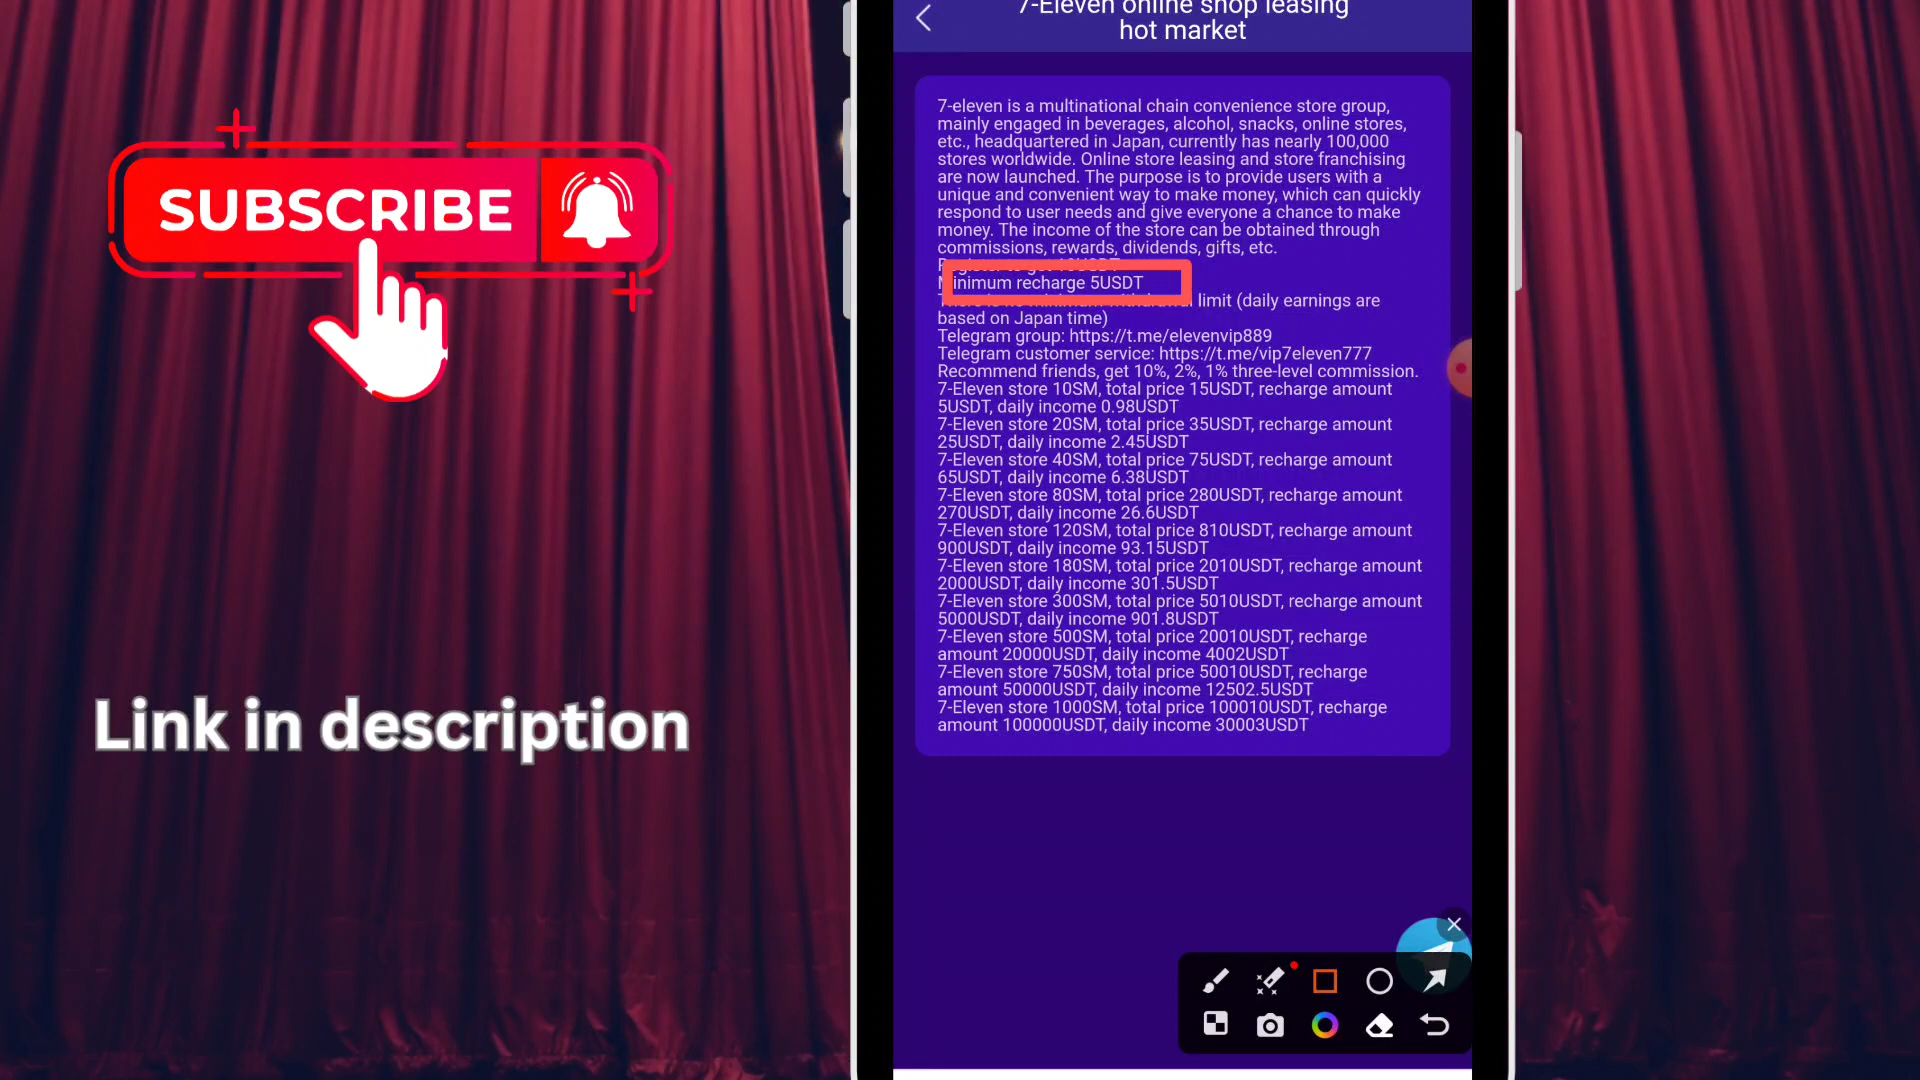 SUBSCRIBE
Link in description
7-Eleven online shop leasing
hot market
7-eleven is a multinational chain convenience store group,
mainly engaged in beverages, alcohol, snacks, online stores,
etc., headquartered in Japan, currently has nearly 100,000
stores worldwide. Online store leasing and store franchising
are now launched. The purpose is to provide users with a
unique and convenient way to make money, which can quickly
respond to user needs and give everyone a chance to make
money. The income of the store can be obtained through
commissions, rewards, dividends, gifts, etc.
Minimum recharge 5USDT
limit (daily earnings are
based on Japan time)
Telegram group: https://t.me/elevenvip889
Telegram customer service: https://t.me/vip7eleven777
Recommend friends, get 10%, 2%, 1% three-level commission.
7-Eleven store 10SM, total price 15USDT, recharge amount
5USDT, daily income 0.98USDT
7-Eleven store 20SM, total price 35USDT, recharge amount
25USDT, daily income 2.45USDT
7-Eleven store 40SM, total price 75USDT, recharge amount
65USDT, daily income 6.38USDT
7-Eleven store 80SM, total price 280USDT, recharge amount
270USDT, daily income 26.6USDT
7-Eleven store 120SM, total price 810USDT, recharge amount
900USDT, daily income 93.15USDT
7-Eleven store 180SM, total price 2010USDT, recharge amount
2000USDT, daily income 301.5USDT
7-Eleven store 300SM, total price 5010USDT, recharge amount
5000USDT, daily income 901.8USDT
7-Eleven store 500SM, total price 20010USDT, recharge
amount 20000USDT, daily income 4002USDT
7-Eleven store 750SM, total price 50010USDT, recharge
amount 50000USDT, daily income 12502.5USDT
7-Eleven store 1000SM, total price 100010USDT, recharge
amount 100000USDT, daily income 30003USDT